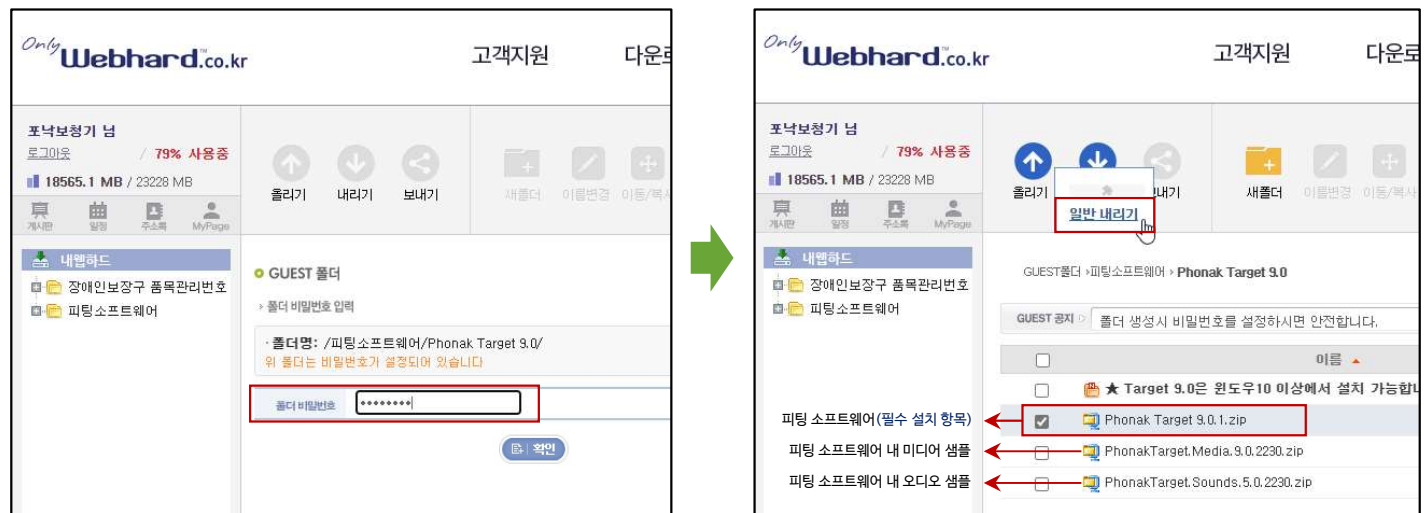 Only Webhard.co.kr
고객지원
다운로
포낙보청기 님
로그아웃 / 79% 사용중
18565.1 MB / 23228 MB
게시판 일정 주소록 MyPage
올리기 내리기 보내기 새폴더 이름변경 이동/복사
내웹하드
장애인보장구 품목관리번호
피팅소프트웨어
GUEST 폴더
› 폴더 비밀번호 입력
· 폴더명: /피팅소프트웨어/Phonak Target 9.0/
위 폴더는 비밀번호가 설정되어 있습니다
폴더 비밀번호 ********
확인
Only Webhard.co.kr
고객지원
다운로
포낙보청기 님
로그아웃 / 79% 사용중
18565.1 MB / 23228 MB
게시판 일정 주소록 MyPage
올리기 보내기 새폴더 이름변경 이동/복사
일반 내리기
내웹하드
장애인보장구 품목관리번호
피팅소프트웨어
GUEST폴더 › 피팅소프트웨어 › Phonak Target 9.0
GUEST 공지 폴더 생성시 비밀번호를 설정하시면 안전합니다.
이름
★ Target 9.0은 윈도우10 이상에서 설치 가능합니
피팅 소프트웨어(필수 설치 항목) Phonak Target 9.0.1.zip
피팅 소프트웨어 내 미디어 샘플 PhonakTarget.Media.9.0.2230.zip
피팅 소프트웨어 내 오디오 샘플 PhonakTarget.Sounds.5.0.2230.zip